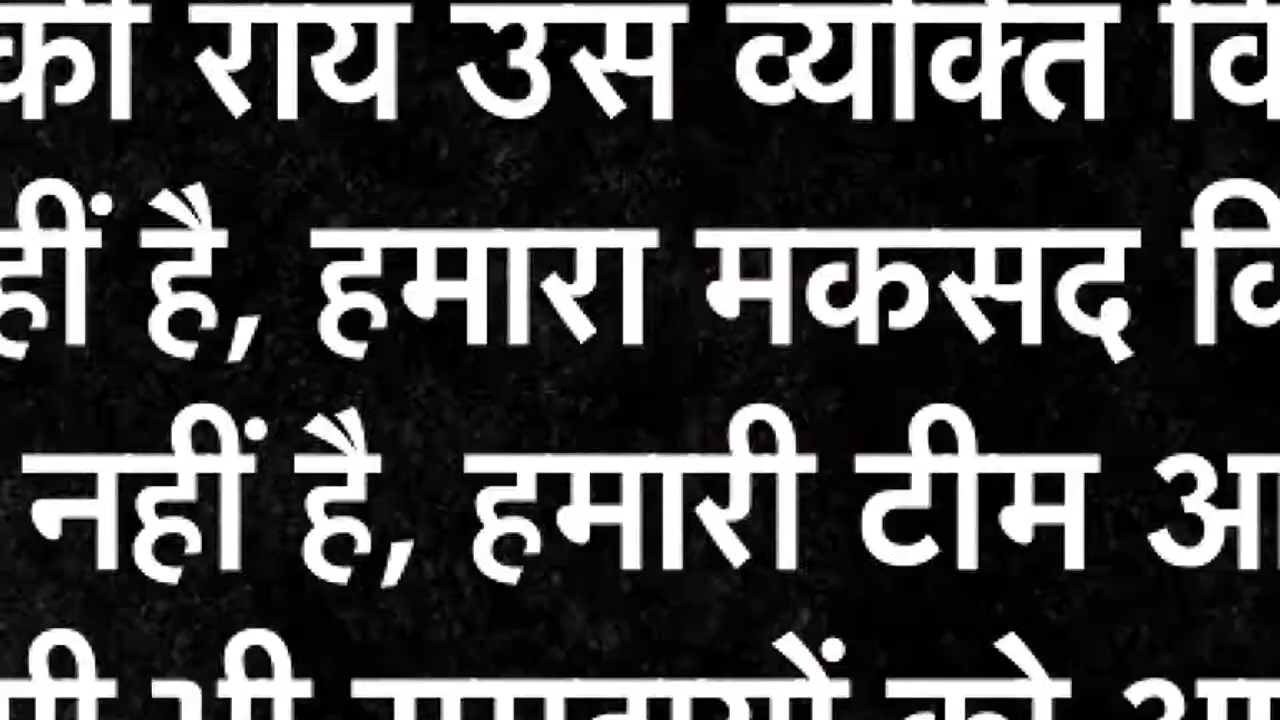 की राय उस व्यक्ति वि
हीं है, हमारा मकसद कि
नहीं है, हमारी टीम आ
भी को